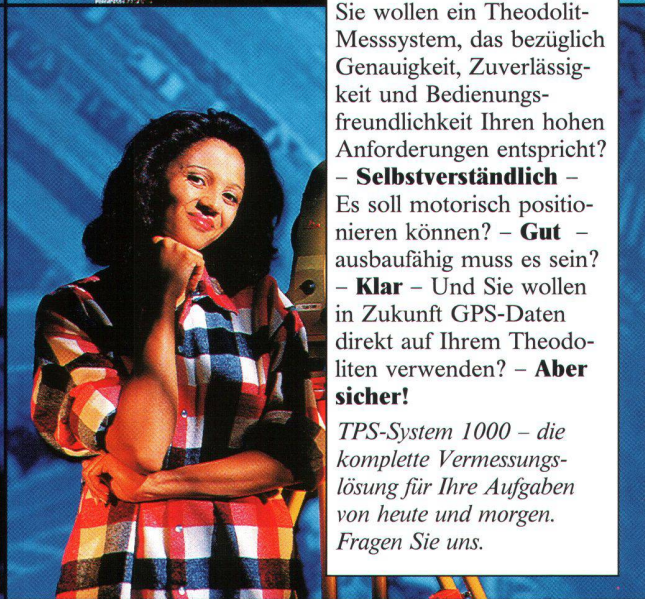 Sie wollen ein Theodolit-
Messsystem, das bezüglich
Genauigkeit, Zuverlässig-
keit und Bedienungs-
freundlichkeit Ihren hohen
Anforderungen entspricht?
– Selbstverständlich –
Es soll motorisch positio-
nieren können? – Gut –
ausbaufähig muss es sein?
– Klar – Und Sie wollen
in Zukunft GPS-Daten
direkt auf Ihrem Theodo-
liten verwenden? – Aber
sicher!
TPS-System 1000 – die
komplette Vermessungs-
lösung für Ihre Aufgaben
von heute und morgen.
Fragen Sie uns.